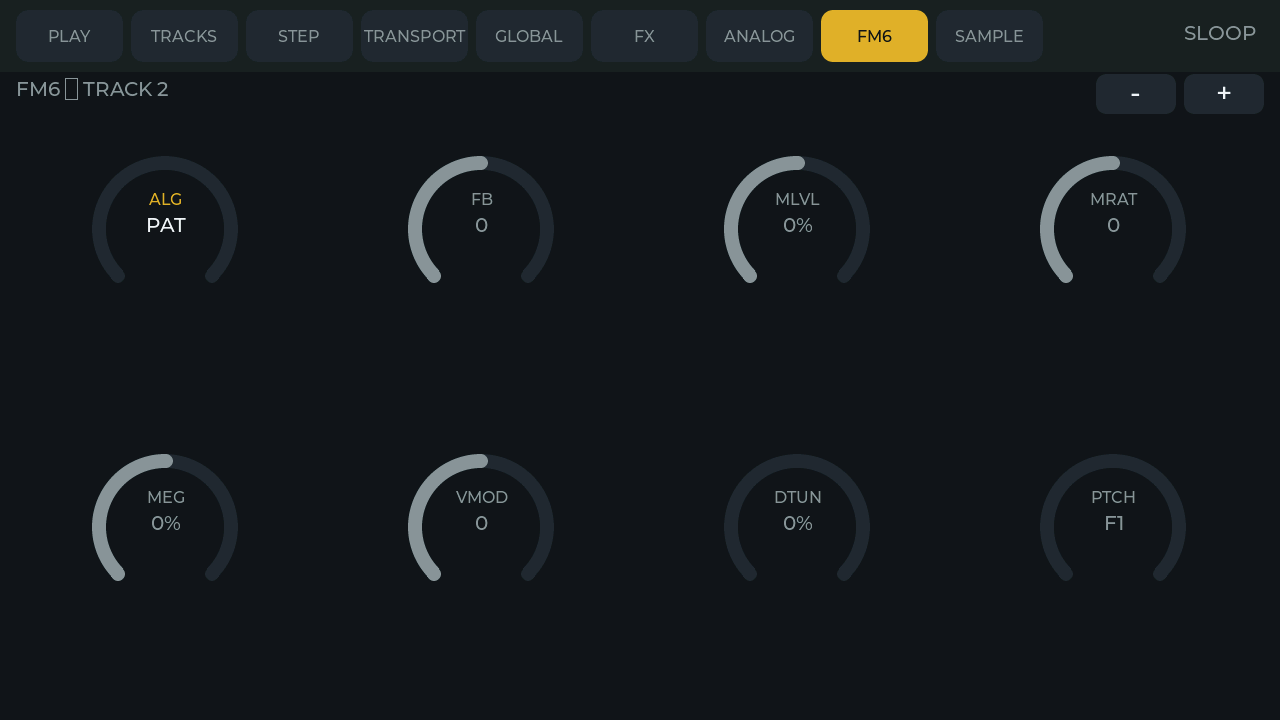 PLAY TRACKS STEP TRANSPORT GLOBAL FX ANALOG FM6 SAMPLE SLOOP
FM6 TRACK 2 - +
ALG FB MLVL MRAT
PAT 0 0% 0
MEG VMOD DTUN PTCH
0% 0 0% F1